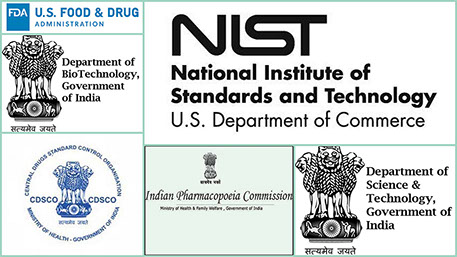 FDA U.S. FOOD & DRUG
ADMINISTRATION
Department of
BioTechnology,
Government
of India
सत्यमेव जयते
NIST
National Institute of
Standards and Technology
U.S. Department of Commerce
CENTRAL DRUGS STANDARD CONTROL ORGANISATION
CDSCO CDSCO
MINISTRY OF HEALTH - GOVERNMENT OF INDIA
सत्यमेव जयते
Indian Pharmacopoeia Commission
Ministry of Health & Family Welfare , Government of India
Department of
Science &
Technology,
Government of
India
सत्यमेव जयते